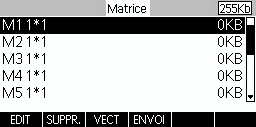 Matrice 255Kb
M1 1*1 0KB
M2 1*1 0KB
M3 1*1 0KB
M4 1*1 0KB
M5 1*1 0KB
EDIT SUPPR. VECT ENVOI